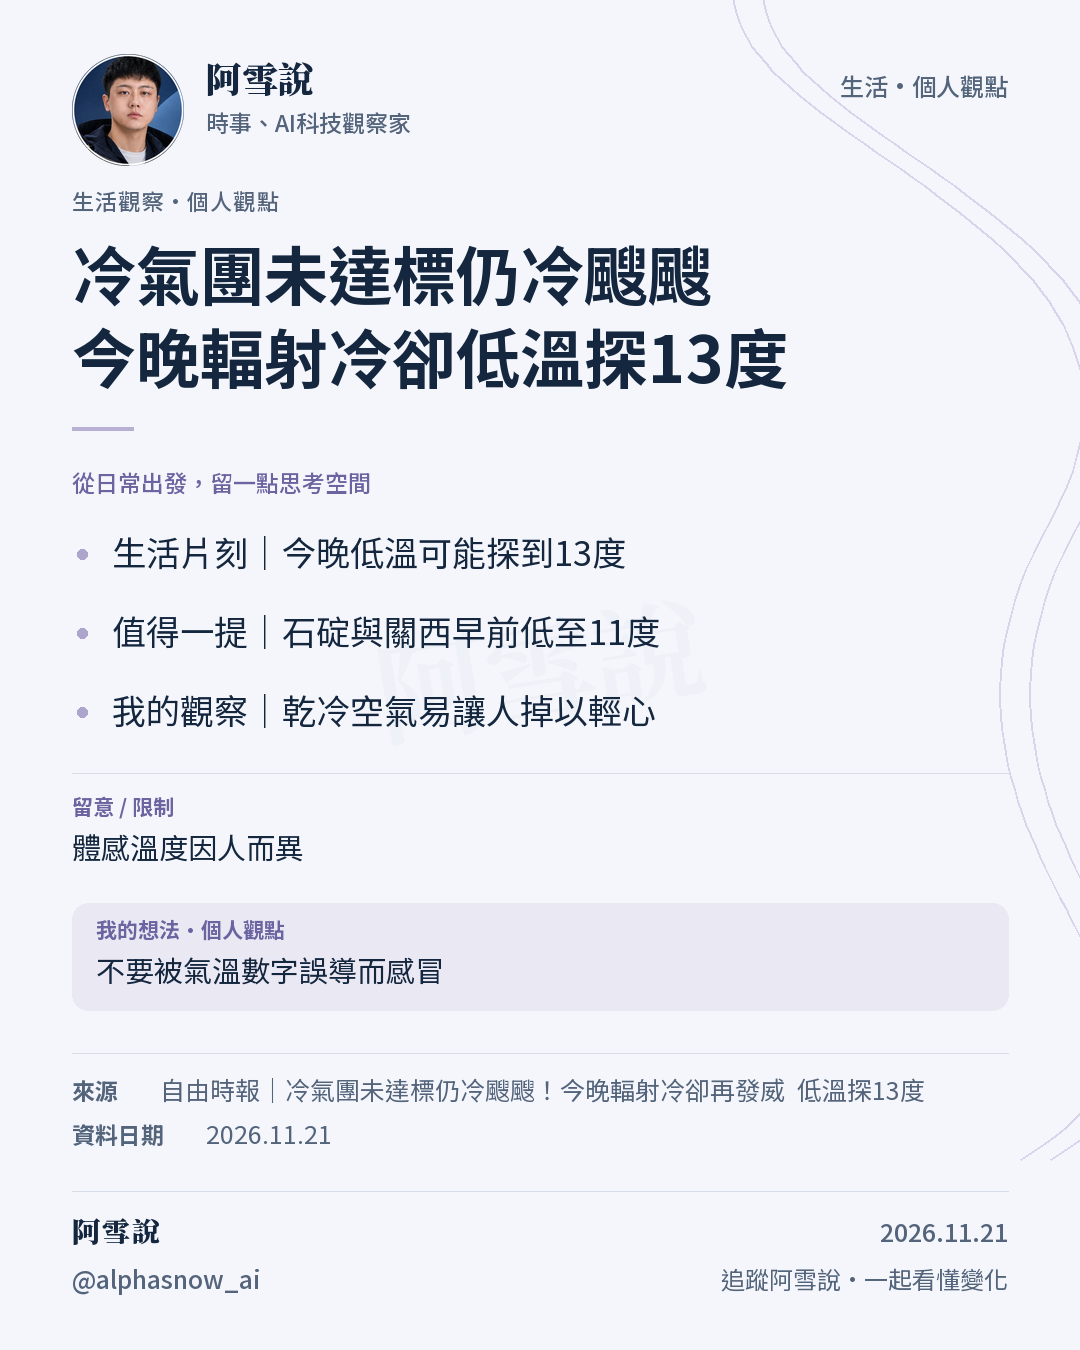 阿雪說
時事、AI科技觀察家
生活・個人觀點
生活觀察・個人觀點
冷氣團未達標仍冷颼颼
今晚輻射冷卻低溫探13度
從日常出發，留一點思考空間
生活片刻｜今晚低溫可能探到13度
值得一提｜石碇與關西早前低至11度
我的觀察｜乾冷空氣易讓人掉以輕心
阿雪說
留意 / 限制
體感溫度因人而異
我的想法・個人觀點
不要被氣溫數字誤導而感冒
來源 自由時報｜冷氣團未達標仍冷颼颼！今晚輻射冷卻再發威 低溫探13度
資料日期 2026.11.21
阿雪說
2026.11.21
@alphasnow_ai
追蹤阿雪說・一起看懂變化